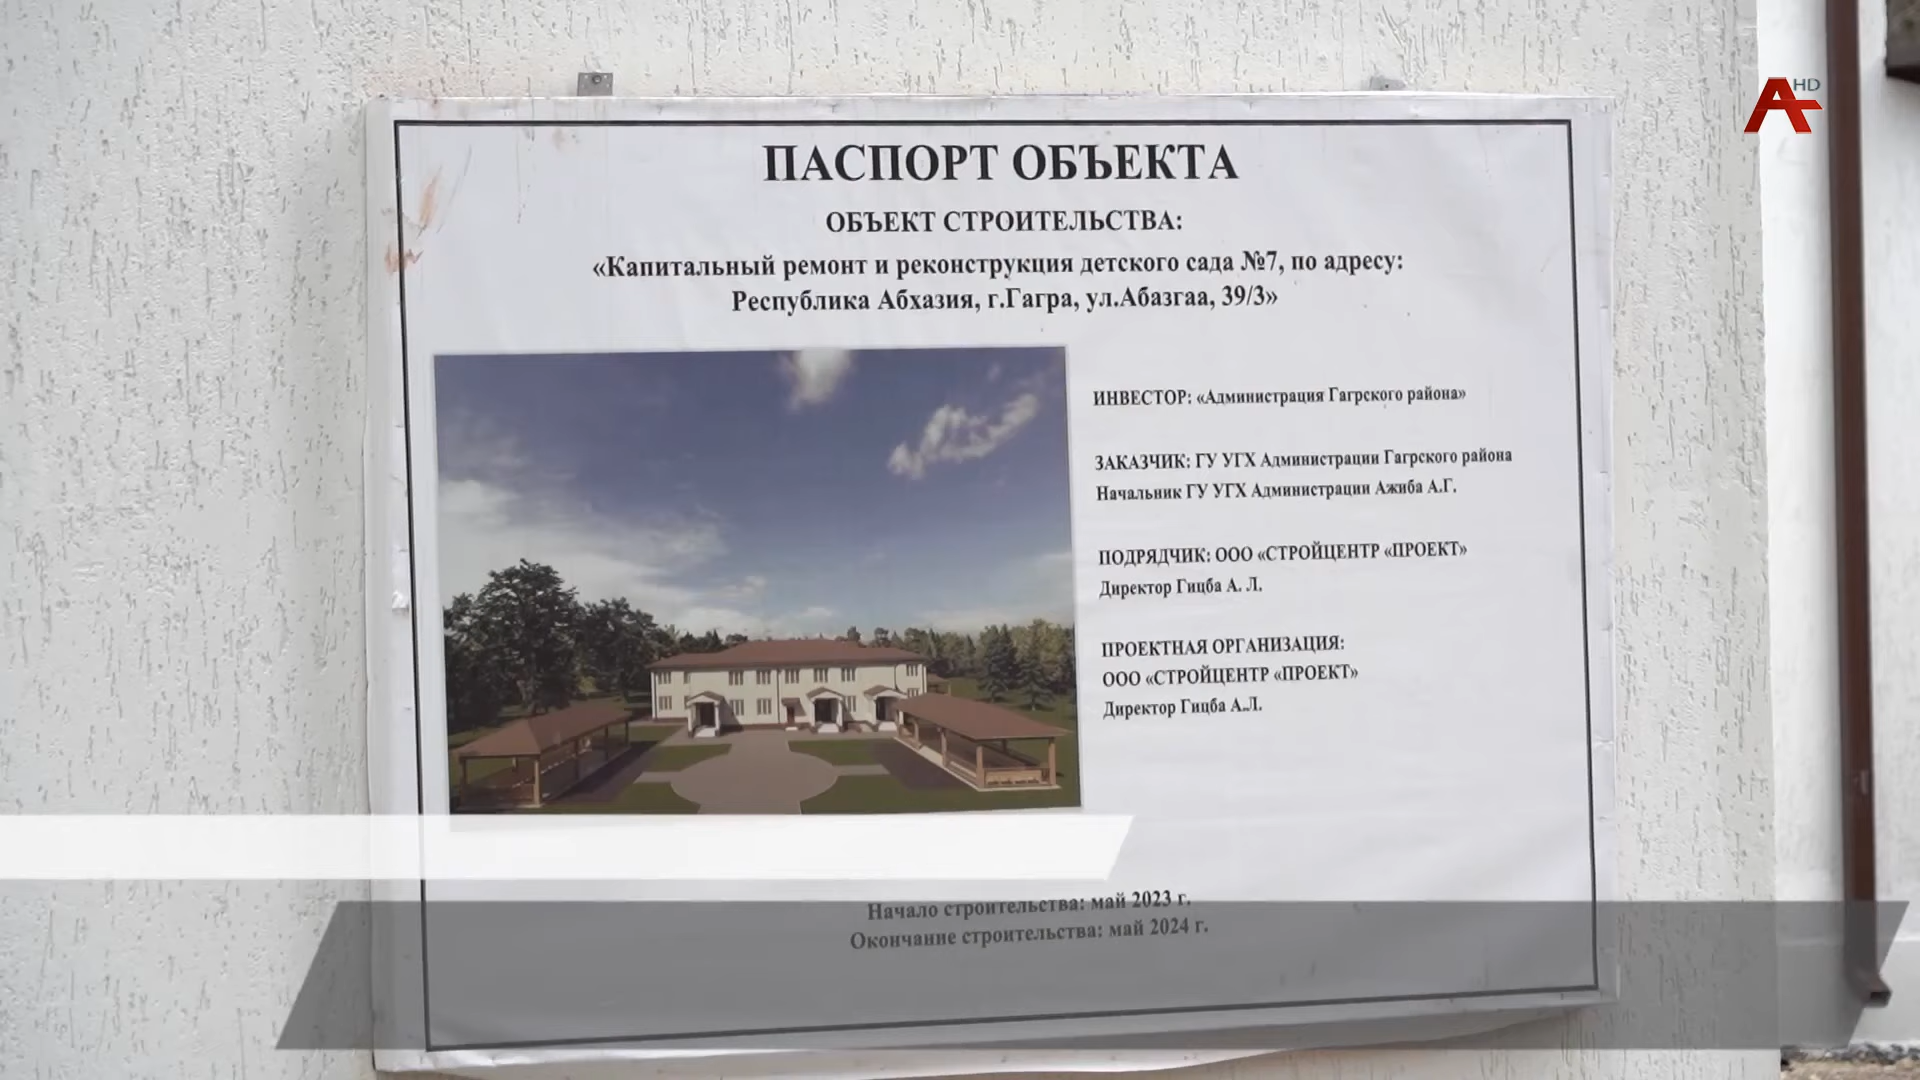 HD
ПАСПОРТ ОБЪЕКТА
ОБЪЕКТ СТРОИТЕЛЬСТВА:
«Капитальный ремонт и реконструкция детского сада №7, по адресу:
Республика Абхазия, г.Гагра, ул.Абазгаа, 39/3»
ИНВЕСТОР: «Администрация Гагрского района»
ЗАКАЗЧИК: ГУ УГХ Администрации Гагрского района
Начальник ГУ УГХ Администрации Ажиба А.Г.
ПОДРЯДЧИК: ООО «СТРОЙЦЕНТР «ПРОЕКТ»
Директор Гицба А. Л.
ПРОЕКТНАЯ ОРГАНИЗАЦИЯ:
ООО «СТРОЙЦЕНТР «ПРОЕКТ»
Директор Гицба А.Л.
Начало строительства: май 2023 г.
Окончание строительства: май 2024 г.